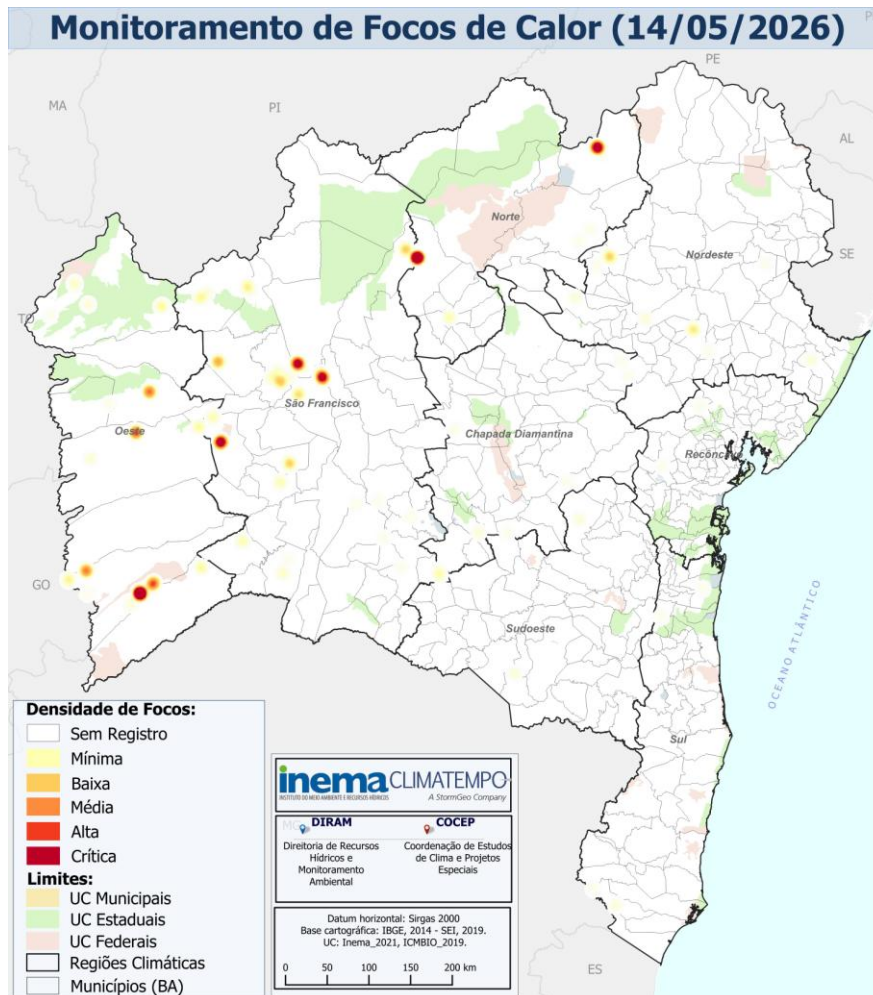 Monitoramento de Focos de Calor (14/05/2026)
PE
MA
PI
AL
Norte
Nordeste
SE
TO
São Francisco
Oeste
Chapada Diamantina
Recôncavo
GO
Sudoeste
OCEANO ATLÂNTICO
Sul
Densidade de Focos:
Sem Registro
Mínima
Baixa
Média
Alta
Crítica
Limites:
UC Municipais
UC Estaduais
UC Federais
Regiões Climáticas
Municípios (BA)
inema CLIMATEMPO
INSTITUTO DO MEIO AMBIENTE E RECURSOS HÍDRICOS
A StormGeo Company
MG
DIRAM
Direitoria de Recursos
Hídricos e
Monitoramento
Ambiental
COCEP
Coordenação de Estudos
de Clima e Projetos
Especiais
Datum horizontal: Sirgas 2000
Base cartográfica: IBGE, 2014 - SEI, 2019.
UC: Inema_2021, ICMBIO_2019.
0 50 100 150 200 km
ES